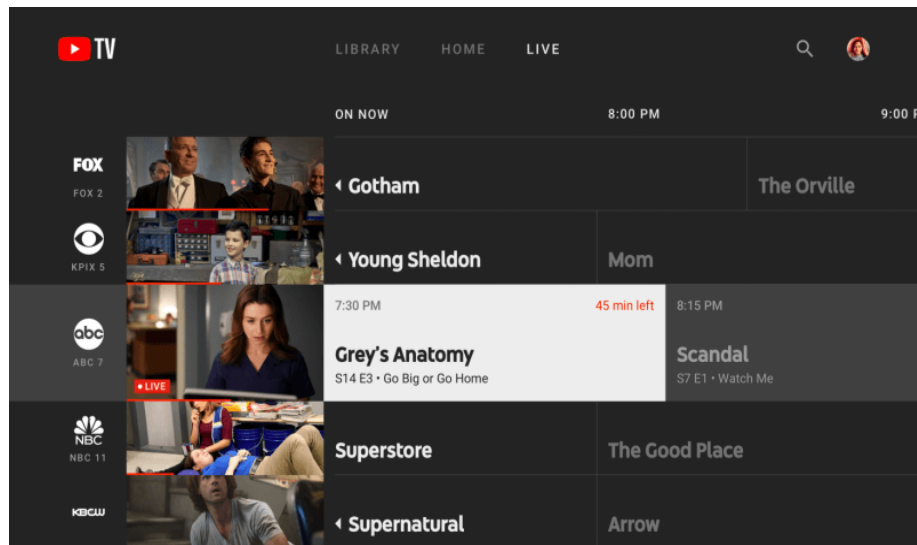 TV
LIBRARY HOME LIVE
ON NOW 8:00 PM 9:00 P
FOX
FOX 2
Gotham The Orville
KPIX 5
Young Sheldon Mom
7:30 PM 45 min left 8:15 PM
abc
ABC 7
Grey's Anatomy Scandal
S14 E3 • Go Big or Go Home S7 E1 • Watch Me
LIVE
NBC
NBC 11
Superstore The Good Place
KBCW
Supernatural Arrow